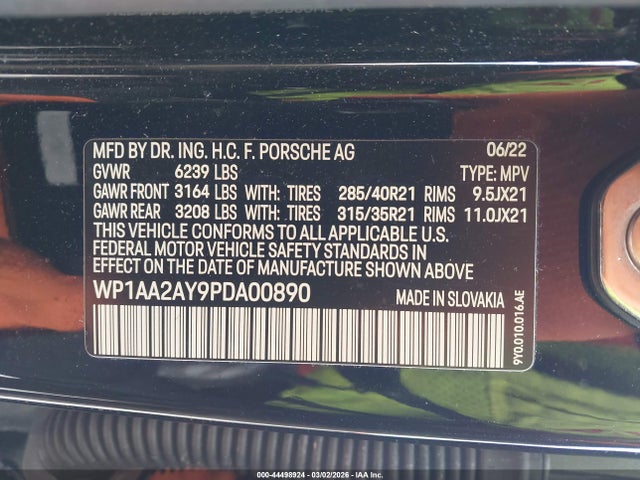 MFD BY DR. ING. H.C. F. PORSCHE AG 06/22
GVWR 6239 LBS TYPE: MPV
GAWR FRONT 3164 LBS WITH: TIRES 285/40R21 RIMS 9.5JX21
GAWR REAR 3208 LBS WITH: TIRES 315/35R21 RIMS 11.0JX21
THIS VEHICLE CONFORMS TO ALL APPLICABLE U.S.
FEDERAL MOTOR VEHICLE SAFETY STANDARDS IN
EFFECT ON THE DATE OF MANUFACTURE SHOWN ABOVE.
WP1AA2AY9PDA00890 MADE IN SLOVAKIA
9Y0.010.016.AE
000-44498924 | 03/02/2026 | IAA Inc.